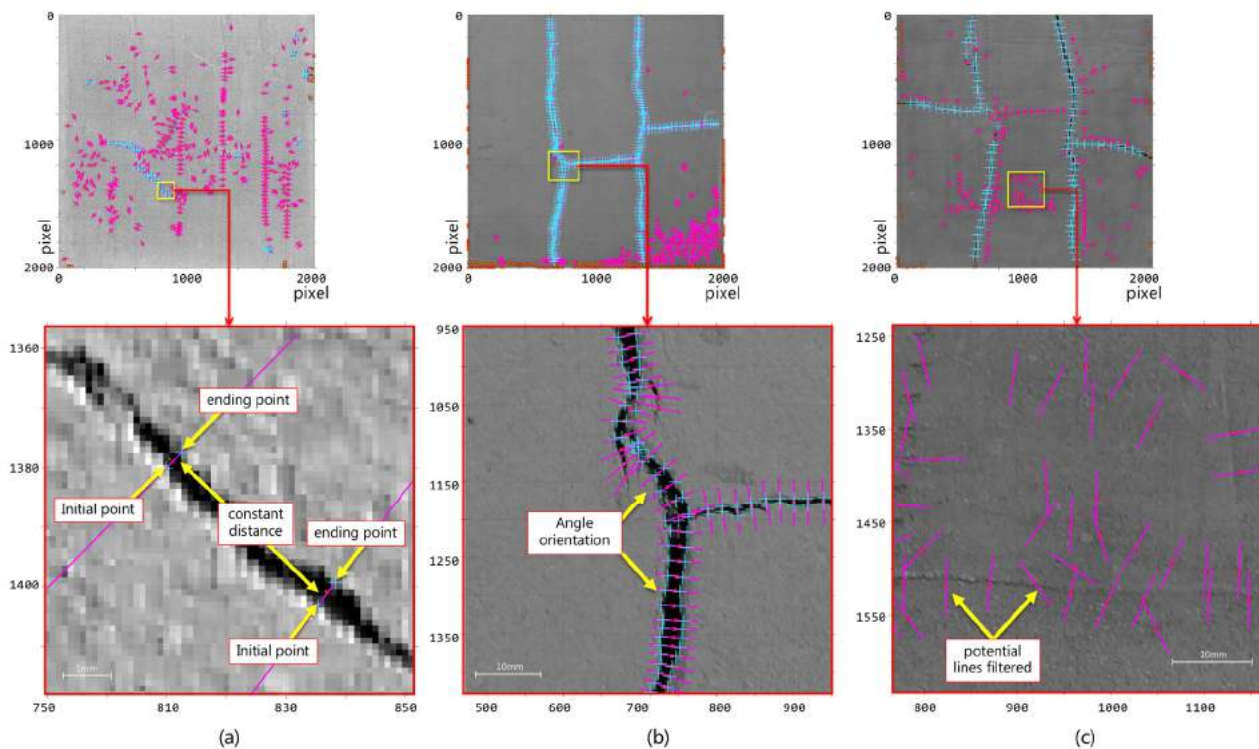 0
1000
2000
pixel
0
1000
2000
pixel
0
1000
2000
pixel
0
1000
2000
pixel
0
1000
2000
pixel
0
1000
2000
pixel
1360
1380
1400
750
810
830
850
ending point
Initial point
constant
distance
ending point
Initial point
1mm
(a)
950
1050
1150
1250
1350
500
600
700
800
900
Angle
orientation
10mm
(b)
1250
1350
1450
1550
800
900
1000
1100
potential
lines filtered
10mm
(c)